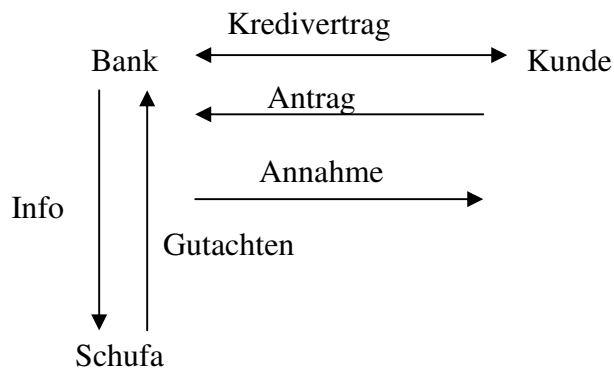 Kredivertrag
Bank
Kunde
Antrag
Annahme
Info
Gutachten
Schufa